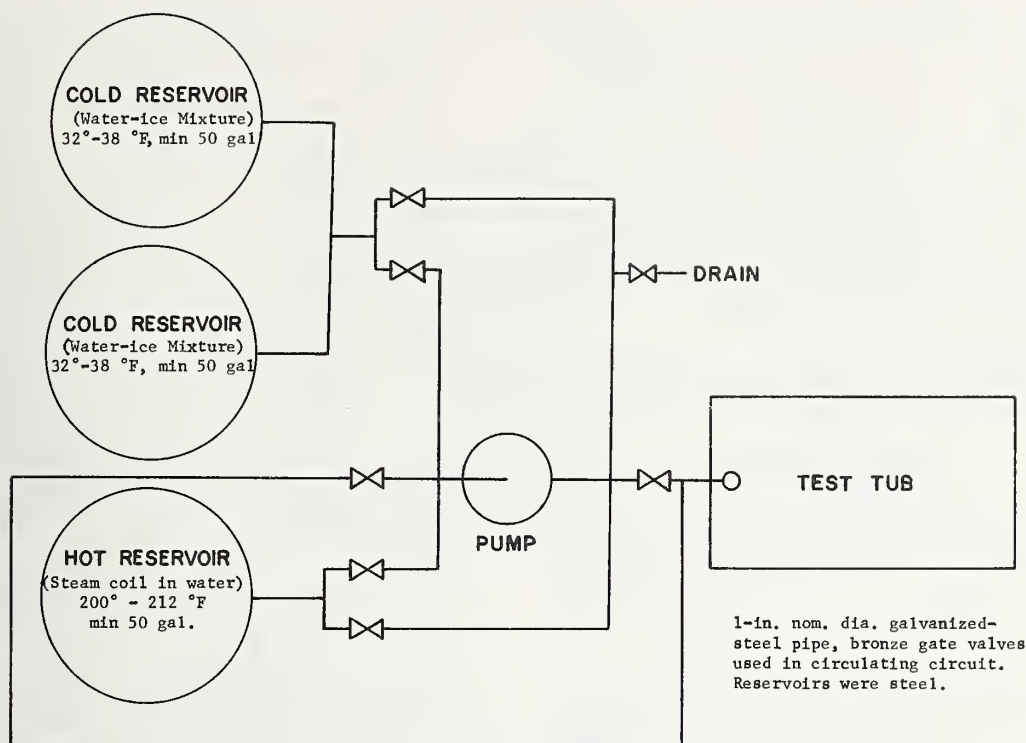 COLD RESERVOIR
(Water-ice Mixture)
32°-38 °F, min 50 gal
COLD RESERVOIR
(Water-ice Mixture)
32°-38 °F, min 50 gal
DRAIN
TEST TUB
PUMP
HOT RESERVOIR
(Steam coil in water)
200° - 212 °F
min 50 gal.
1-in. nom. dia. galvanized-
steel pipe, bronze gate valves
used in circulating circuit.
Reservoirs were steel.